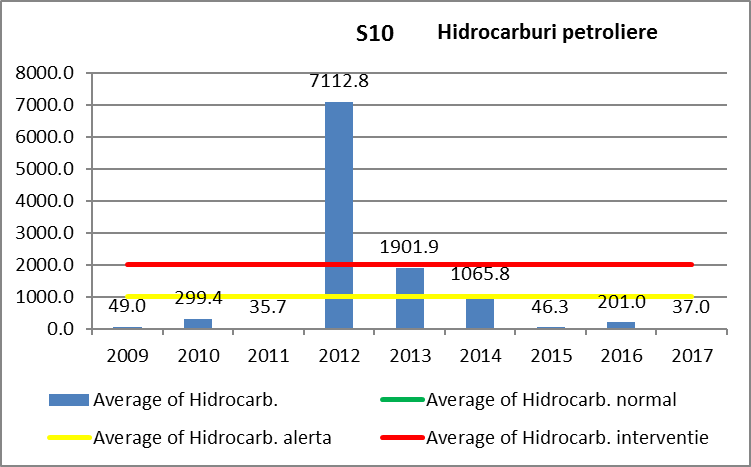 S10 Hidrocarburi petroliere
8000.0
7000.0
6000.0
5000.0
4000.0
3000.0
2000.0
1000.0
0.0
49.0 299.4 35.7 7112.8 1901.9 1065.8 46.3 201.0 37.0
2009 2010 2011 2012 2013 2014 2015 2016 2017
Average of Hidrocarb. Average of Hidrocarb. normal
Average of Hidrocarb. alerta Average of Hidrocarb. interventie